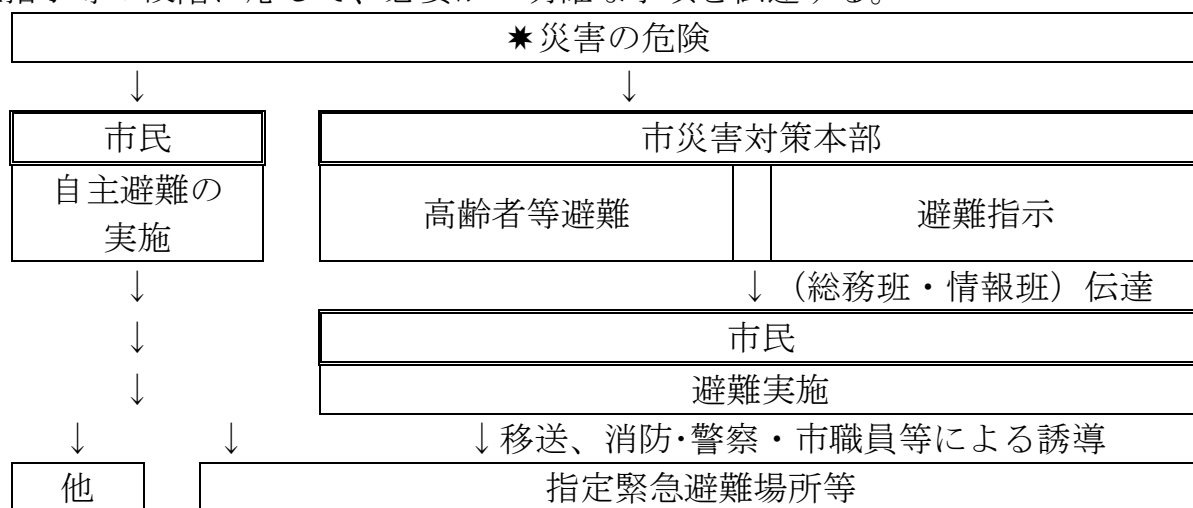 ✷災害の危険
↓ ↓
市民 市災害対策本部
自主避難の
実施
高齢者等避難 避難指示
↓ ↓（総務班・情報班）伝達
↓ 市民
↓ 避難実施
↓ ↓ ↓移送、消防･警察・市職員等による誘導
他 指定緊急避難場所等